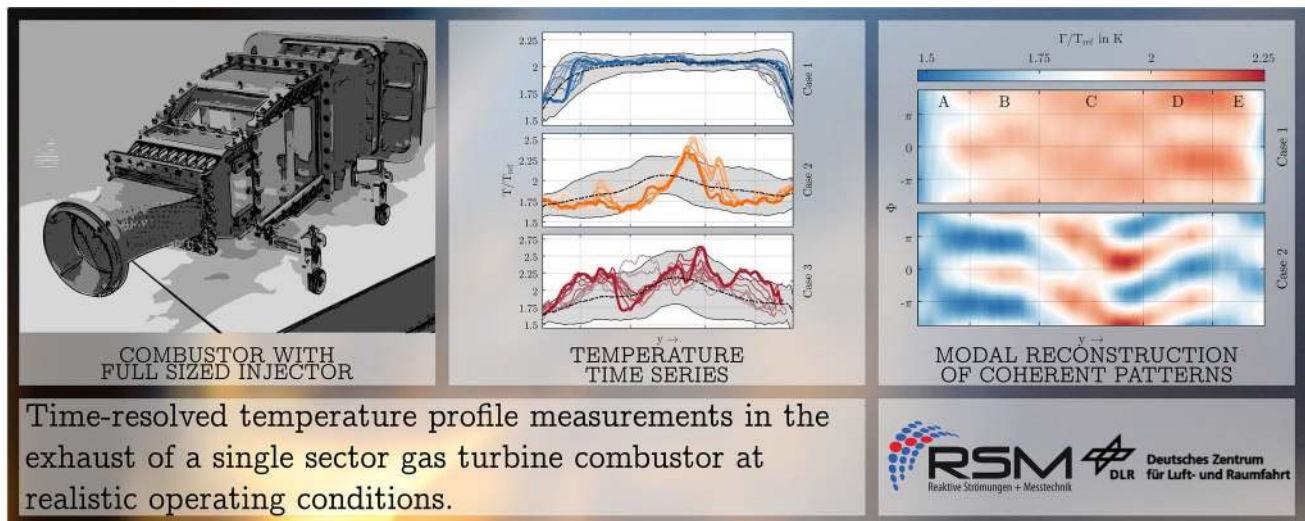 COMBUSTOR WITH
FULL SIZED INJECTOR
2.25
2
1.75
1.5
Case 1
T/T_ref
2.25
2
1.75
1.5
Case 2
2.75
2.5
2.25
2
1.75
1.5
Case 3
y →
TEMPERATURE
TIME SERIES
Γ/T_ref in K
1.5 1.75 2 2.25
A B C D E
π
0
-π
Case 1
Φ
π
0
-π
Case 2
y →
MODAL RECONSTRUCTION
OF COHERENT PATTERNS
Time-resolved temperature profile measurements in the
exhaust of a single sector gas turbine combustor at
realistic operating conditions.
RSM
Reaktive Strömungen + Messtechnik
DLR
Deutsches Zentrum
für Luft- und Raumfahrt